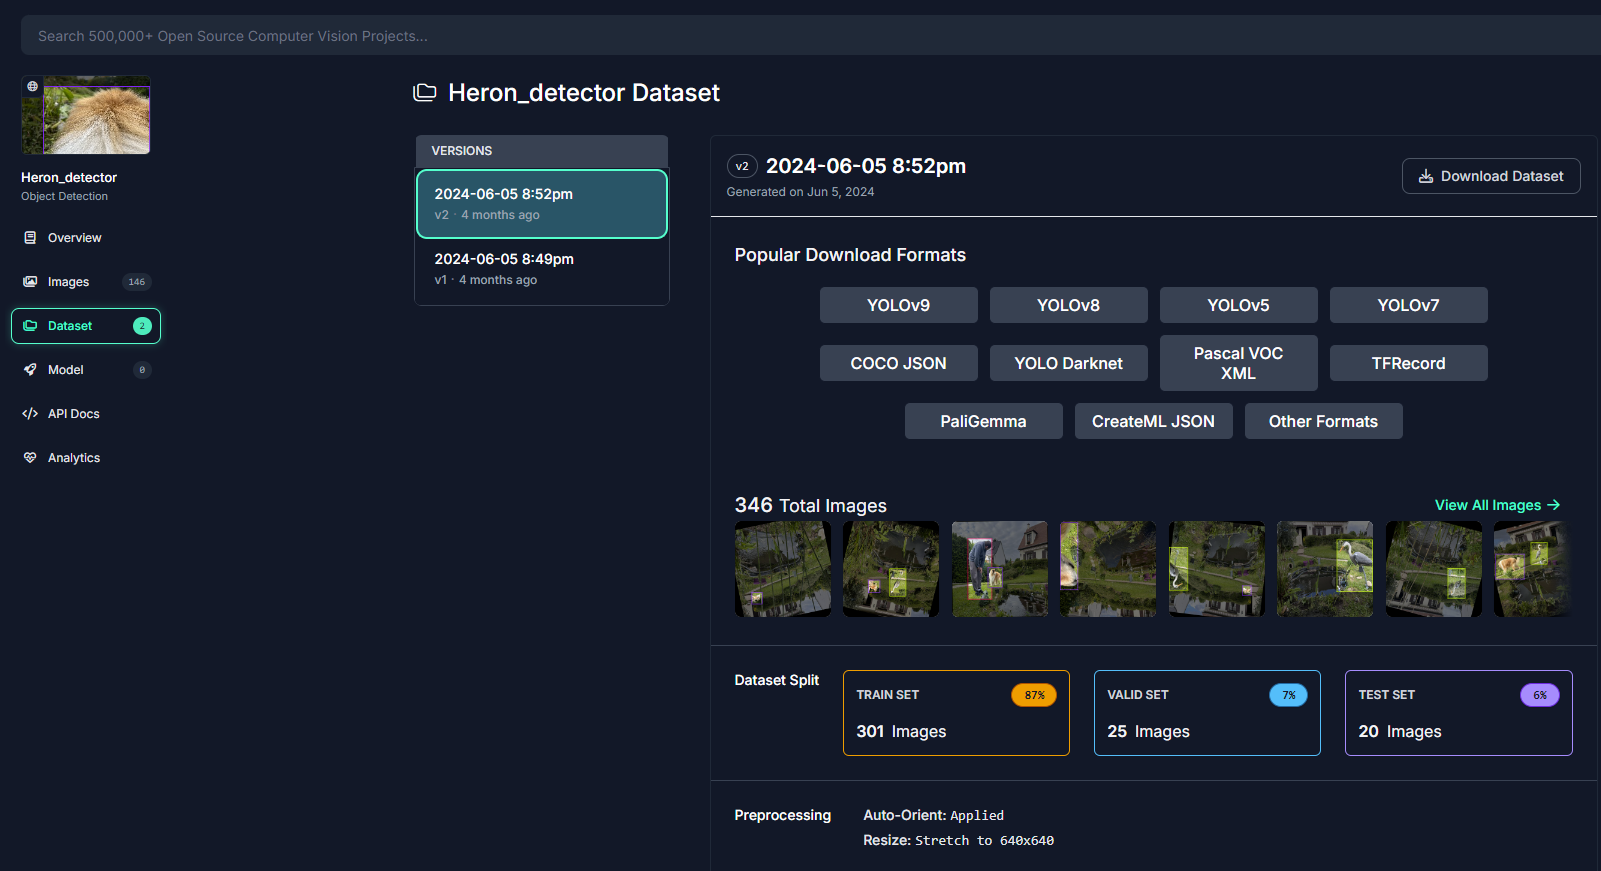 Search 500,000+ Open Source Computer Vision Projects...
Heron_detector
Object Detection
Overview
Images 146
Dataset 2
Model 0
API Docs
Analytics
Heron_detector Dataset
VERSIONS
2024-06-05 8:52pm
v2 · 4 months ago
2024-06-05 8:49pm
v1 · 4 months ago
v2 2024-06-05 8:52pm
Generated on Jun 5, 2024
Download Dataset
Popular Download Formats
YOLOv9 YOLOv8 YOLOv5 YOLOv7
COCO JSON YOLO Darknet Pascal VOC
XML TFRecord
PaliGemma CreateML JSON Other Formats
346 Total Images
View All Images →
Dataset Split
TRAIN SET 87%
301 Images
VALID SET 7%
25 Images
TEST SET 6%
20 Images
Preprocessing
Auto-Orient: Applied
Resize: Stretch to 640x640